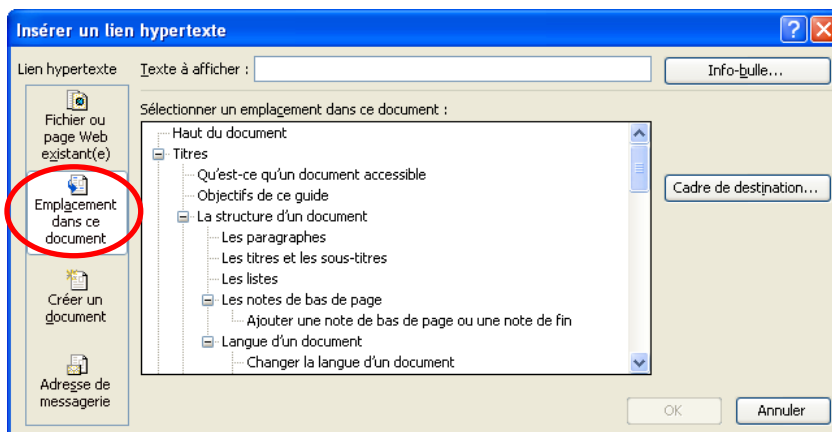 Insérer un lien hypertexte
Lien hypertexte
Texte à afficher :
Info-bulle...
Fichier ou
page Web
existant(e)
Emplacement
dans ce
document
Créer un
document
Adresse de
messagerie
Sélectionner un emplacement dans ce document :
Haut du document
Titres
Qu'est-ce qu'un document accessible
Objectifs de ce guide
La structure d'un document
Les paragraphes
Les titres et les sous-titres
Les listes
Les notes de bas de page
Ajouter une note de bas de page ou une note de fin
Langue d'un document
Changer la langue d'un document
Cadre de destination...
OK
Annuler